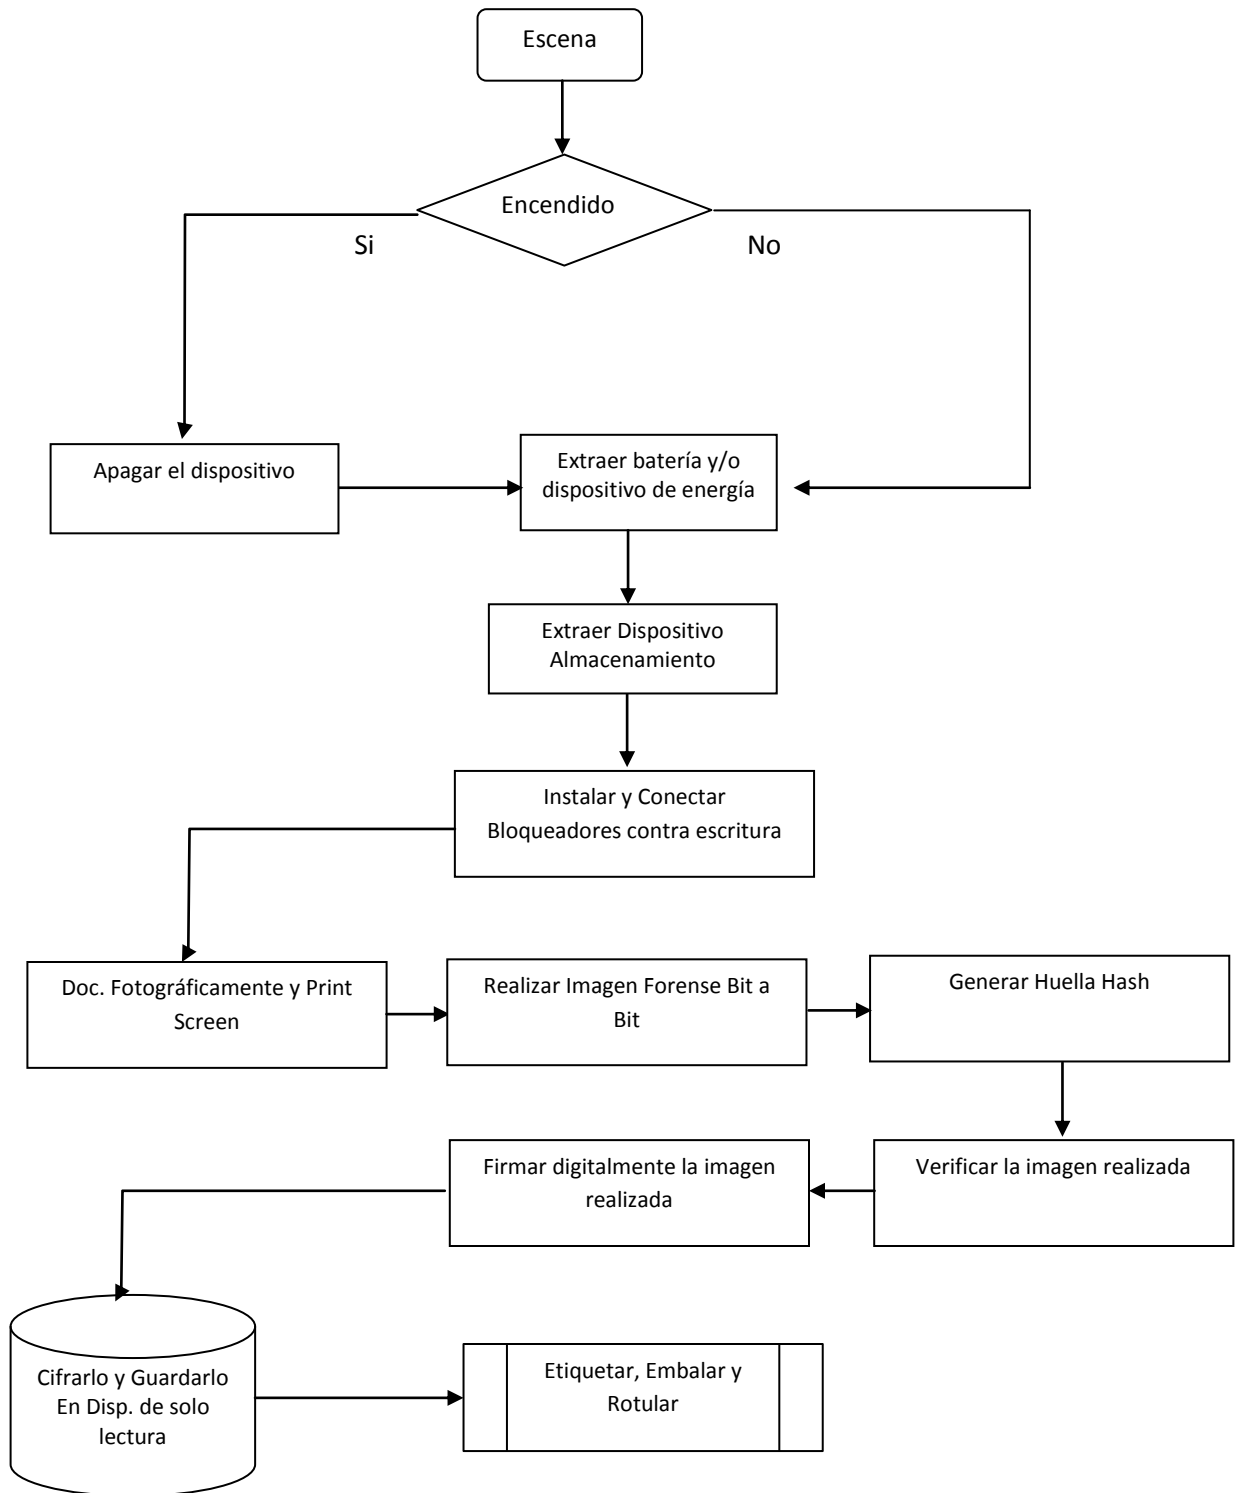 Escena
Encendido
Si
No
Apagar el dispositivo
Extraer batería y/o
dispositivo de energía
Extraer Dispositivo
Almacenamiento
Instalar y Conectar
Bloqueadores contra escritura
Doc. Fotográficamente y Print
Screen
Realizar Imagen Forense Bit a
Bit
Generar Huella Hash
Verificar la imagen realizada
Firmar digitalmente la imagen
realizada
Cifrarlo y Guardarlo
En Disp. de solo
lectura
Etiquetar, Embalar y
Rotular